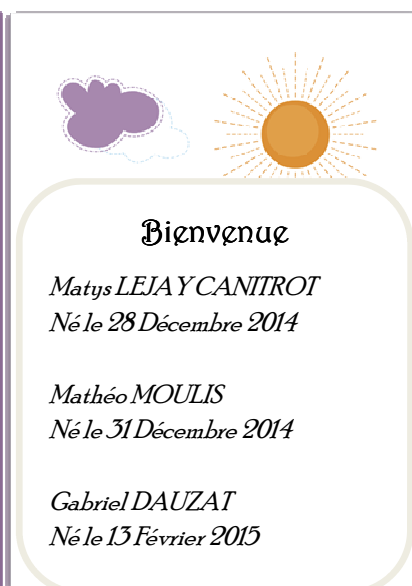 Bienvenue
Matys LEJAY CANITROT
Né le 28 Décembre 2014
Mathéo MOULIS
Né le 31 Décembre 2014
Gabriel DAUZAT
Né le 13 Février 2015